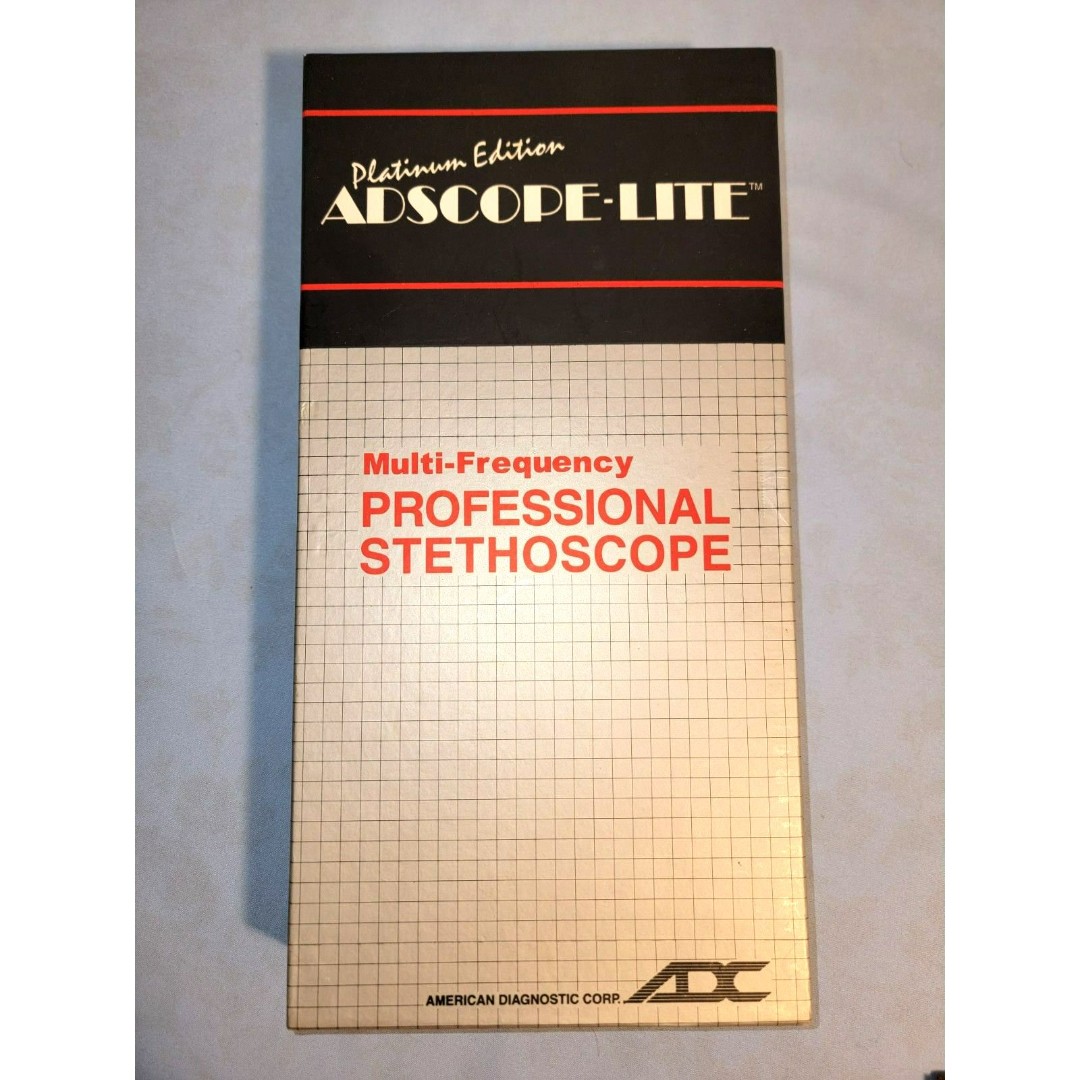 Platinum Edition
ADSCOPE-LITE™
Multi-Frequency
PROFESSIONAL
STETHOSCOPE
AMERICAN DIAGNOSTIC CORP. ADC